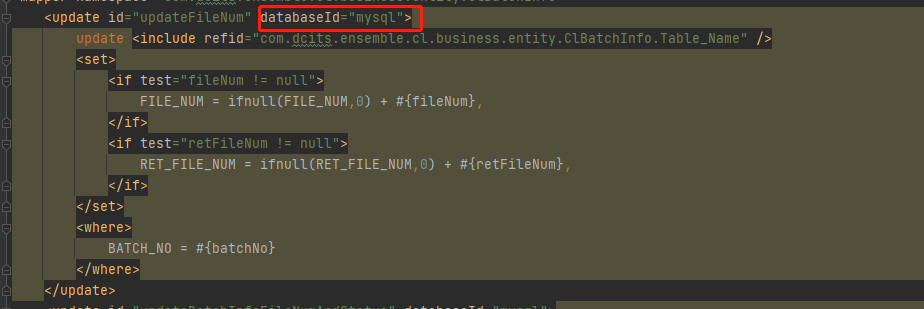 <update id="updateFileNum" databaseId="mysql">
update <include refid="com.dcits.ensemble.cl.business.entity.ClBatchInfo.Table_Name" />
<set>
<if test="fileNum != null">
FILE_NUM = ifnull(FILE_NUM,0) + #{fileNum},
</if>
<if test="retFileNum != null">
RET_FILE_NUM = ifnull(RET_FILE_NUM,0) + #{retFileNum},
</if>
</set>
<where>
BATCH_NO = #{batchNo}
</where>
</update>